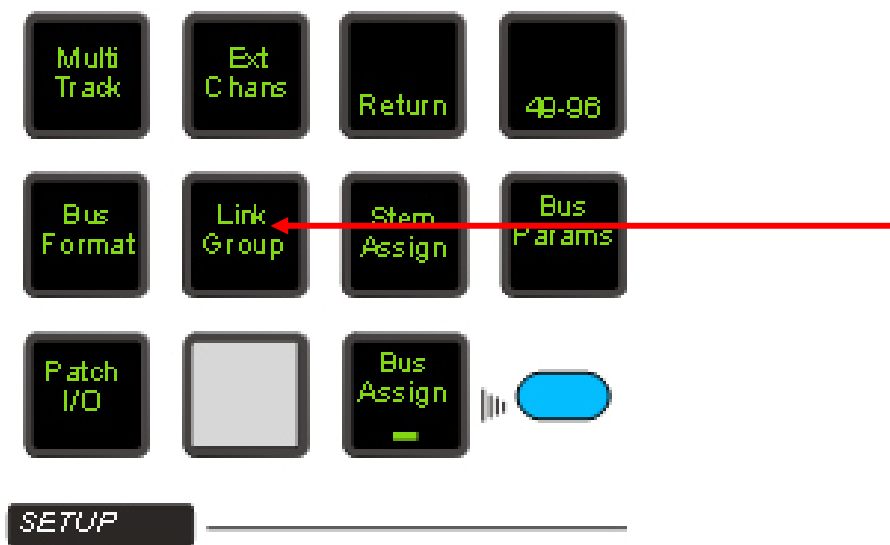 Multi
Track
Ext
Chans
Return
49-96
Bus
Format
Link
Group
Stem
Assign
Bus
Params
Patch
I/O
Bus
Assign
SETUP